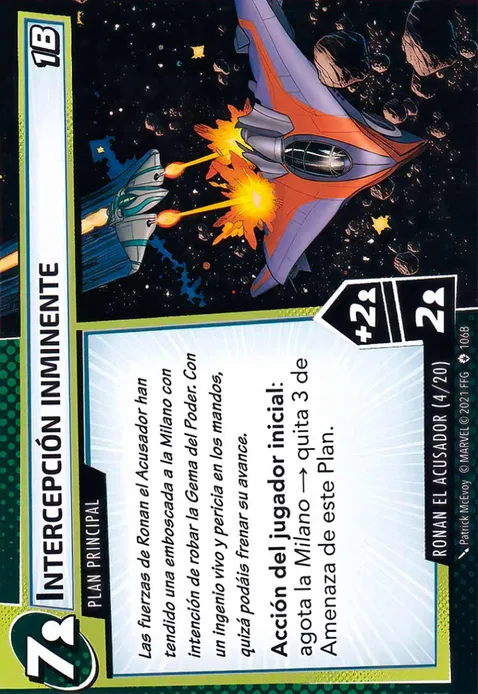 7
INTERCEPCIÓN INMINENTE
1B
PLAN PRINCIPAL
Las fuerzas de Ronan el Acusador han
tendido una emboscada a la Milano con
intención de robar la Gema del Poder. Con
un ingenio vivo y pericia en los mandos,
quizá podáis frenar su avance.
Acción del jugador inicial:
agota la Milano → quita 3 de
Amenaza de este Plan.
+2
2
RONAN EL ACUSADOR (4/20)
Patrick McEvoy © MARVEL © 2021 FFG 106B